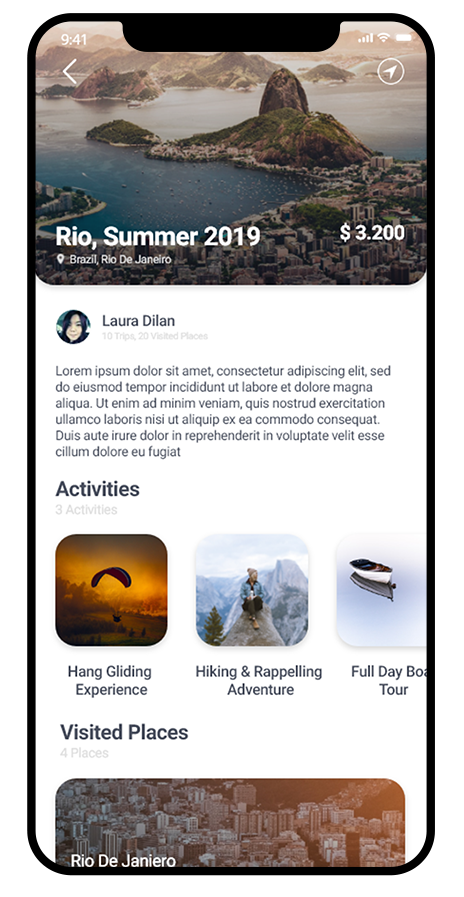 9:41
Rio, Summer 2019
$ 3.200
Brazil, Rio De Janeiro
Laura Dilan
10 Trips, 20 Visited Places
Lorem ipsum dolor sit amet, consectetur adipiscing elit, sed
do eiusmod tempor incididunt ut labore et dolore magna
aliqua. Ut enim ad minim veniam, quis nostrud exercitation
ullamco laboris nisi ut aliquip ex ea commodo consequat.
Duis aute irure dolor in reprehenderit in voluptate velit esse
cillum dolore eu fugiat
Activities
3 Activities
Hang Gliding
Experience
Hiking & Rappelling
Adventure
Full Day Boa
Tour
Visited Places
4 Places
Rio De Janiero